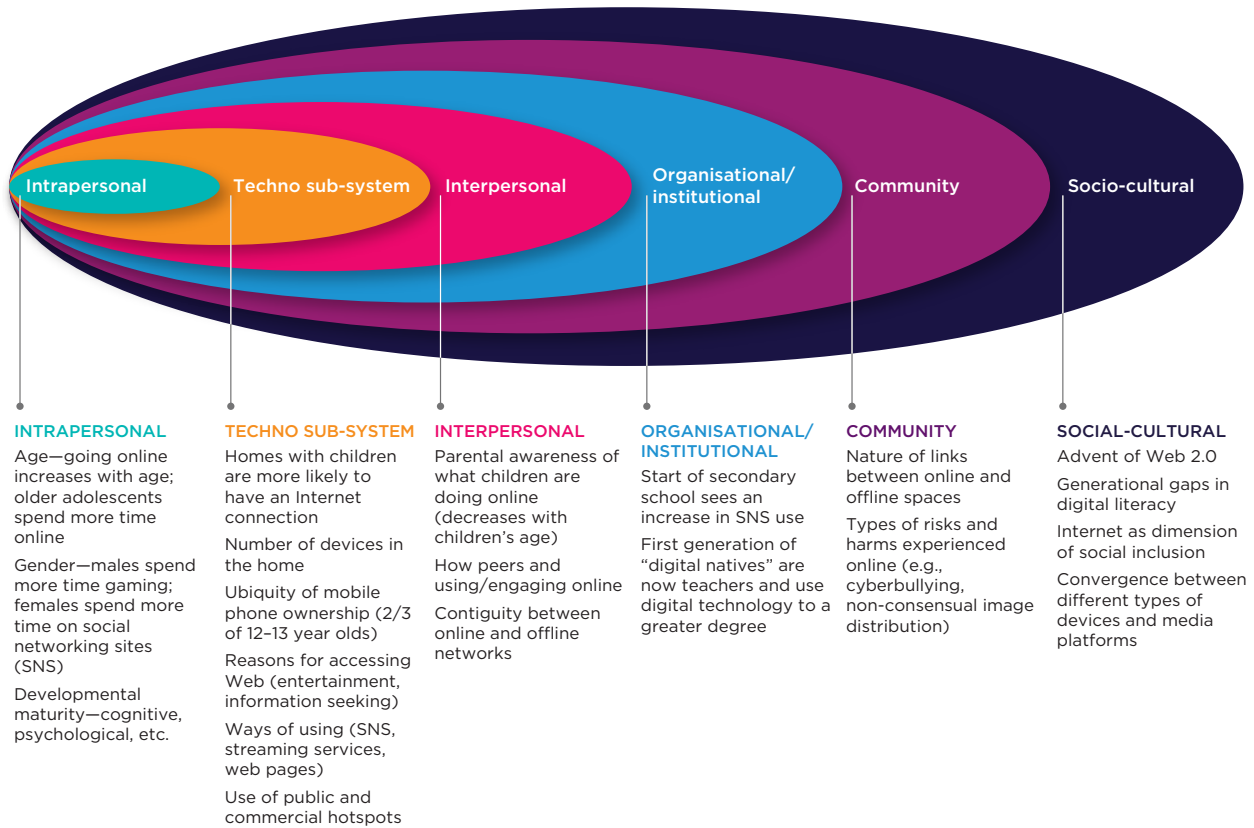 Intrapersonal
Techno sub-system
Interpersonal
Organisational/
institutional
Community
Socio-cultural
INTRAPERSONAL
Age—going online
increases with age;
older adolescents
spend more time
online
Gender—males spend
more time gaming;
females spend more
time on social
networking sites
(SNS)
Developmental
maturity—cognitive,
psychological, etc.
TECHNO SUB-SYSTEM
Homes with children
are more likely to
have an Internet
connection
Number of devices in
the home
Ubiquity of mobile
phone ownership (2/3
of 12–13 year olds)
Reasons for accessing
Web (entertainment,
information seeking)
Ways of using (SNS,
streaming services,
web pages)
Use of public and
commercial hotspots
INTERPERSONAL
Parental awareness of
what children are
doing online
(decreases with
children’s age)
How peers and
using/engaging online
Contiguity between
online and offline
networks
ORGANISATIONAL/
INSTITUTIONAL
Start of secondary
school sees an
increase in SNS use
First generation of
“digital natives” are
now teachers and use
digital technology to a
greater degree
COMMUNITY
Nature of links
between online and
offline spaces
Types of risks and
harms experienced
online (e.g.,
cyberbullying,
non-consensual image
distribution)
SOCIAL-CULTURAL
Advent of Web 2.0
Generational gaps in
digital literacy
Internet as dimension
of social inclusion
Convergence between
different types of
devices and media
platforms